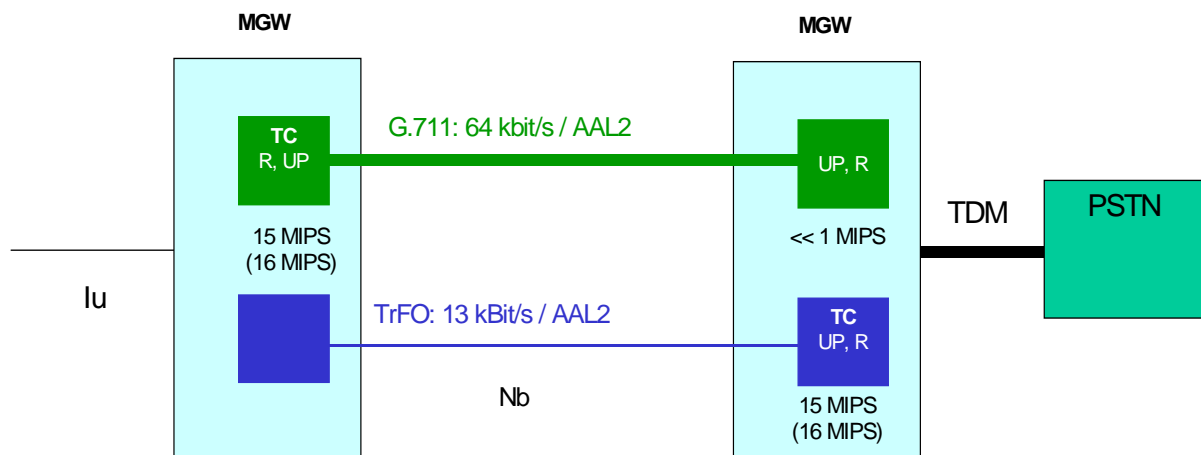 MGW
MGW
G.711: 64 kbit/s / AAL2
TC
R, UP
UP, R
TDM
PSTN
15 MIPS
(16 MIPS)
<< 1 MIPS
Iu
TrFO: 13 kBit/s / AAL2
TC
UP, R
Nb
15 MIPS
(16 MIPS)